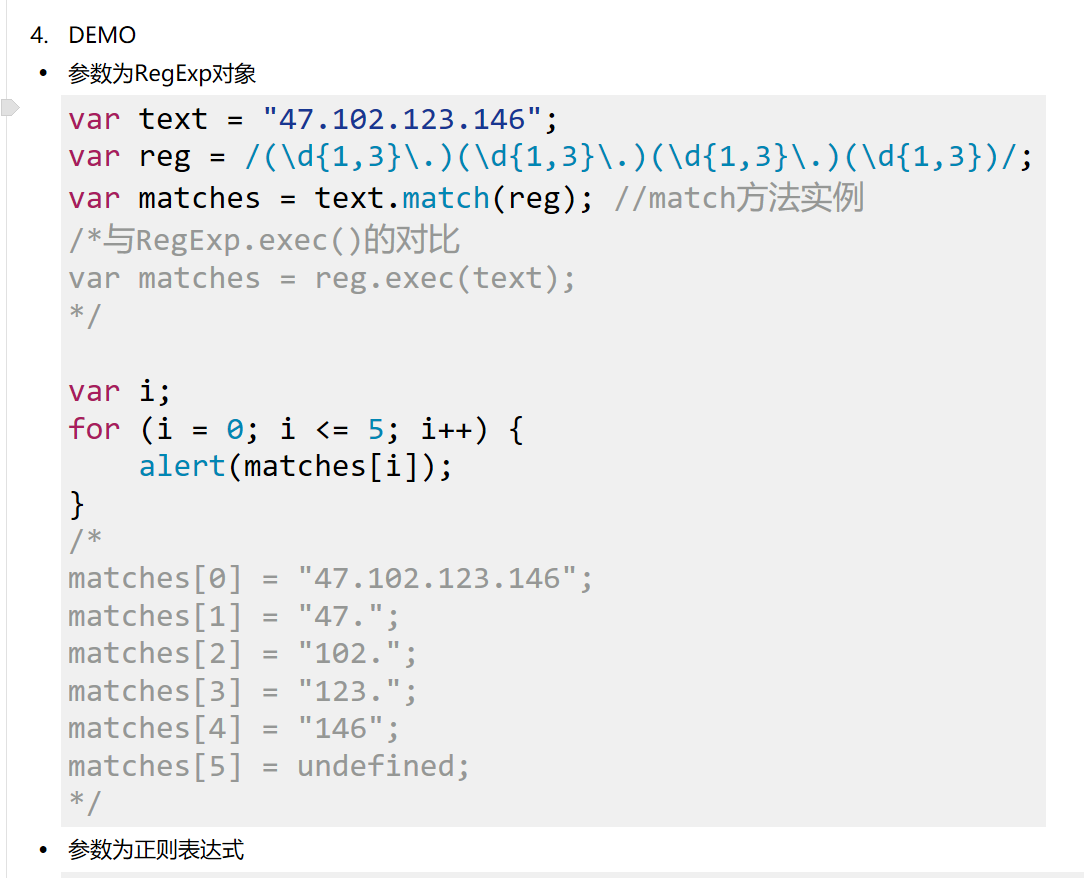 4. DEMO
• 参数为RegExp对象
var text = "47.102.123.146";
var reg = /(\d{1,3}\.)(\d{1,3}\.)(\d{1,3}\.)(\d{1,3})/;
var matches = text.match(reg); //match方法实例
/*与RegExp.exec()的对比
var matches = reg.exec(text);
*/
var i;
for (i = 0; i <= 5; i++) {
    alert(matches[i]);
}
/*
matches[0] = "47.102.123.146";
matches[1] = "47.";
matches[2] = "102.";
matches[3] = "123.";
matches[4] = "146";
matches[5] = undefined;
*/
• 参数为正则表达式